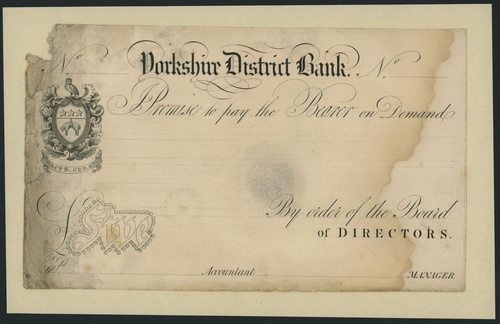 No Yorkshire District Bank. No
I Promise to pay the Bearer on Demand
Five
By order of the Board
of DIRECTORS.
Accountant MANAGER